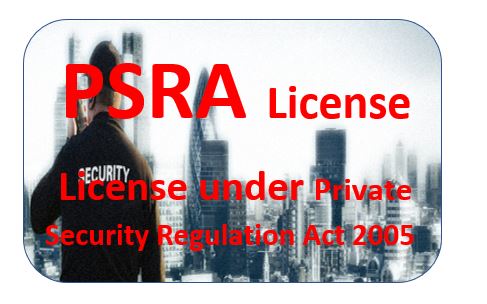 PSRA License
SECURITY
License under Private
Security Regulation Act 2005